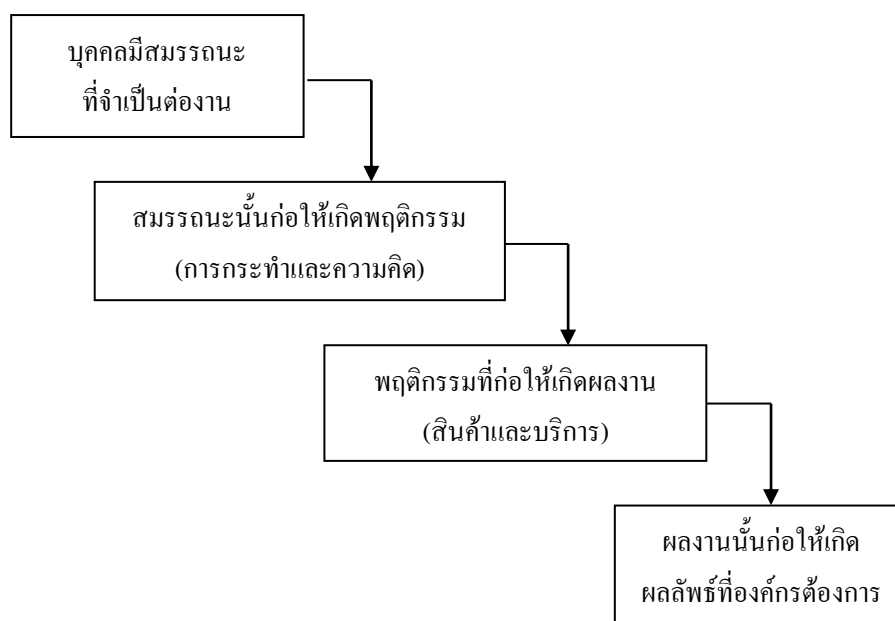 บุคคลมีสมรรถนะ
ที่จำเป็นต่องาน
สมรรถนะนั้นก่อให้เกิดพฤติกรรม
(การกระทำและความคิด)
พฤติกรรมที่ก่อให้เกิดผลงาน
(สินค้าและบริการ)
ผลงานนั้นก่อให้เกิด
ผลลัพธ์ที่องค์กรต้องการ